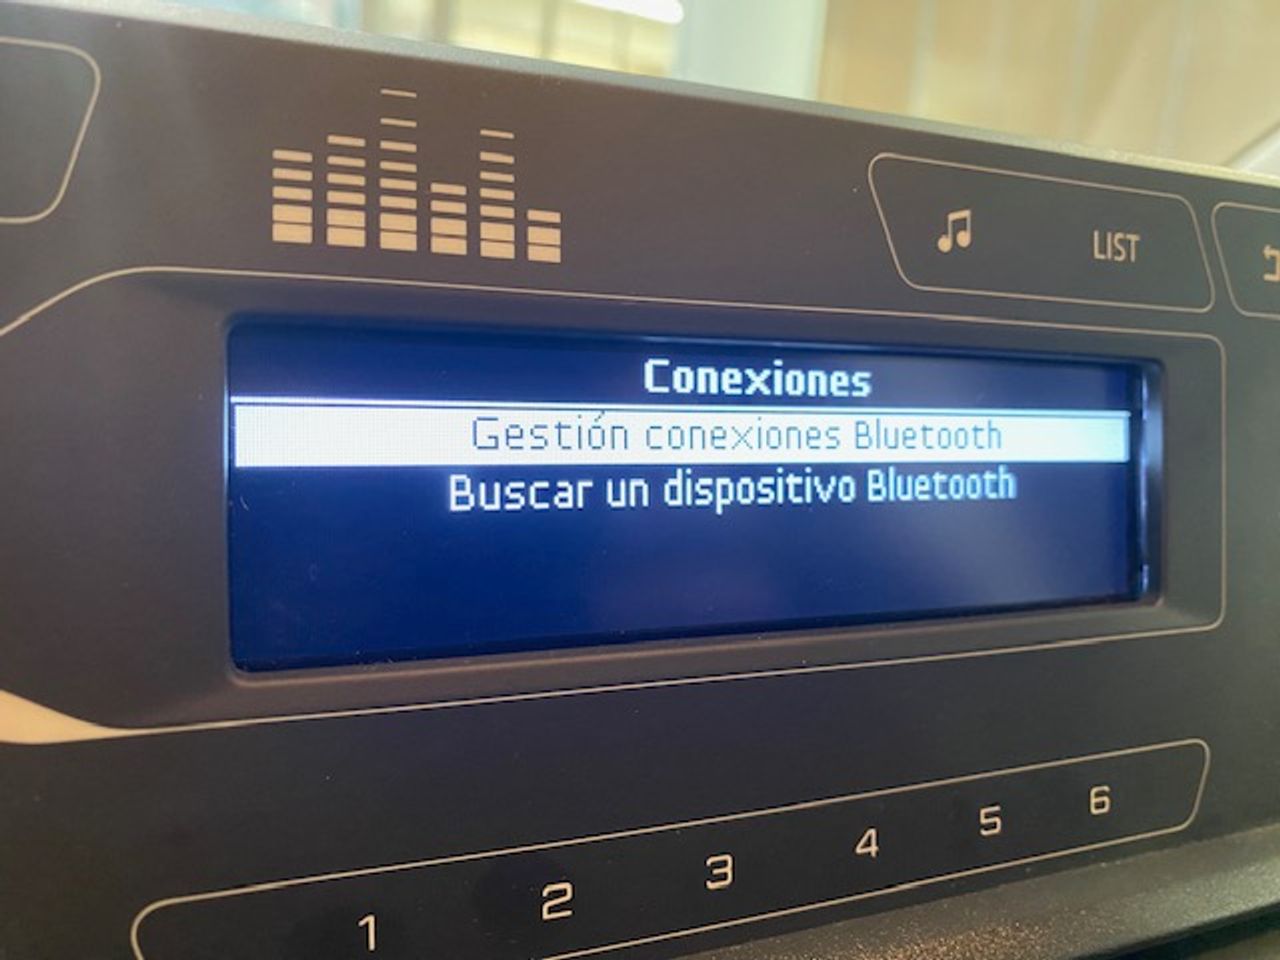 LIST
Conexiones
Gestión conexiones Bluetooth
Buscar un dispositivo Bluetooth
1 2 3 4 5 6